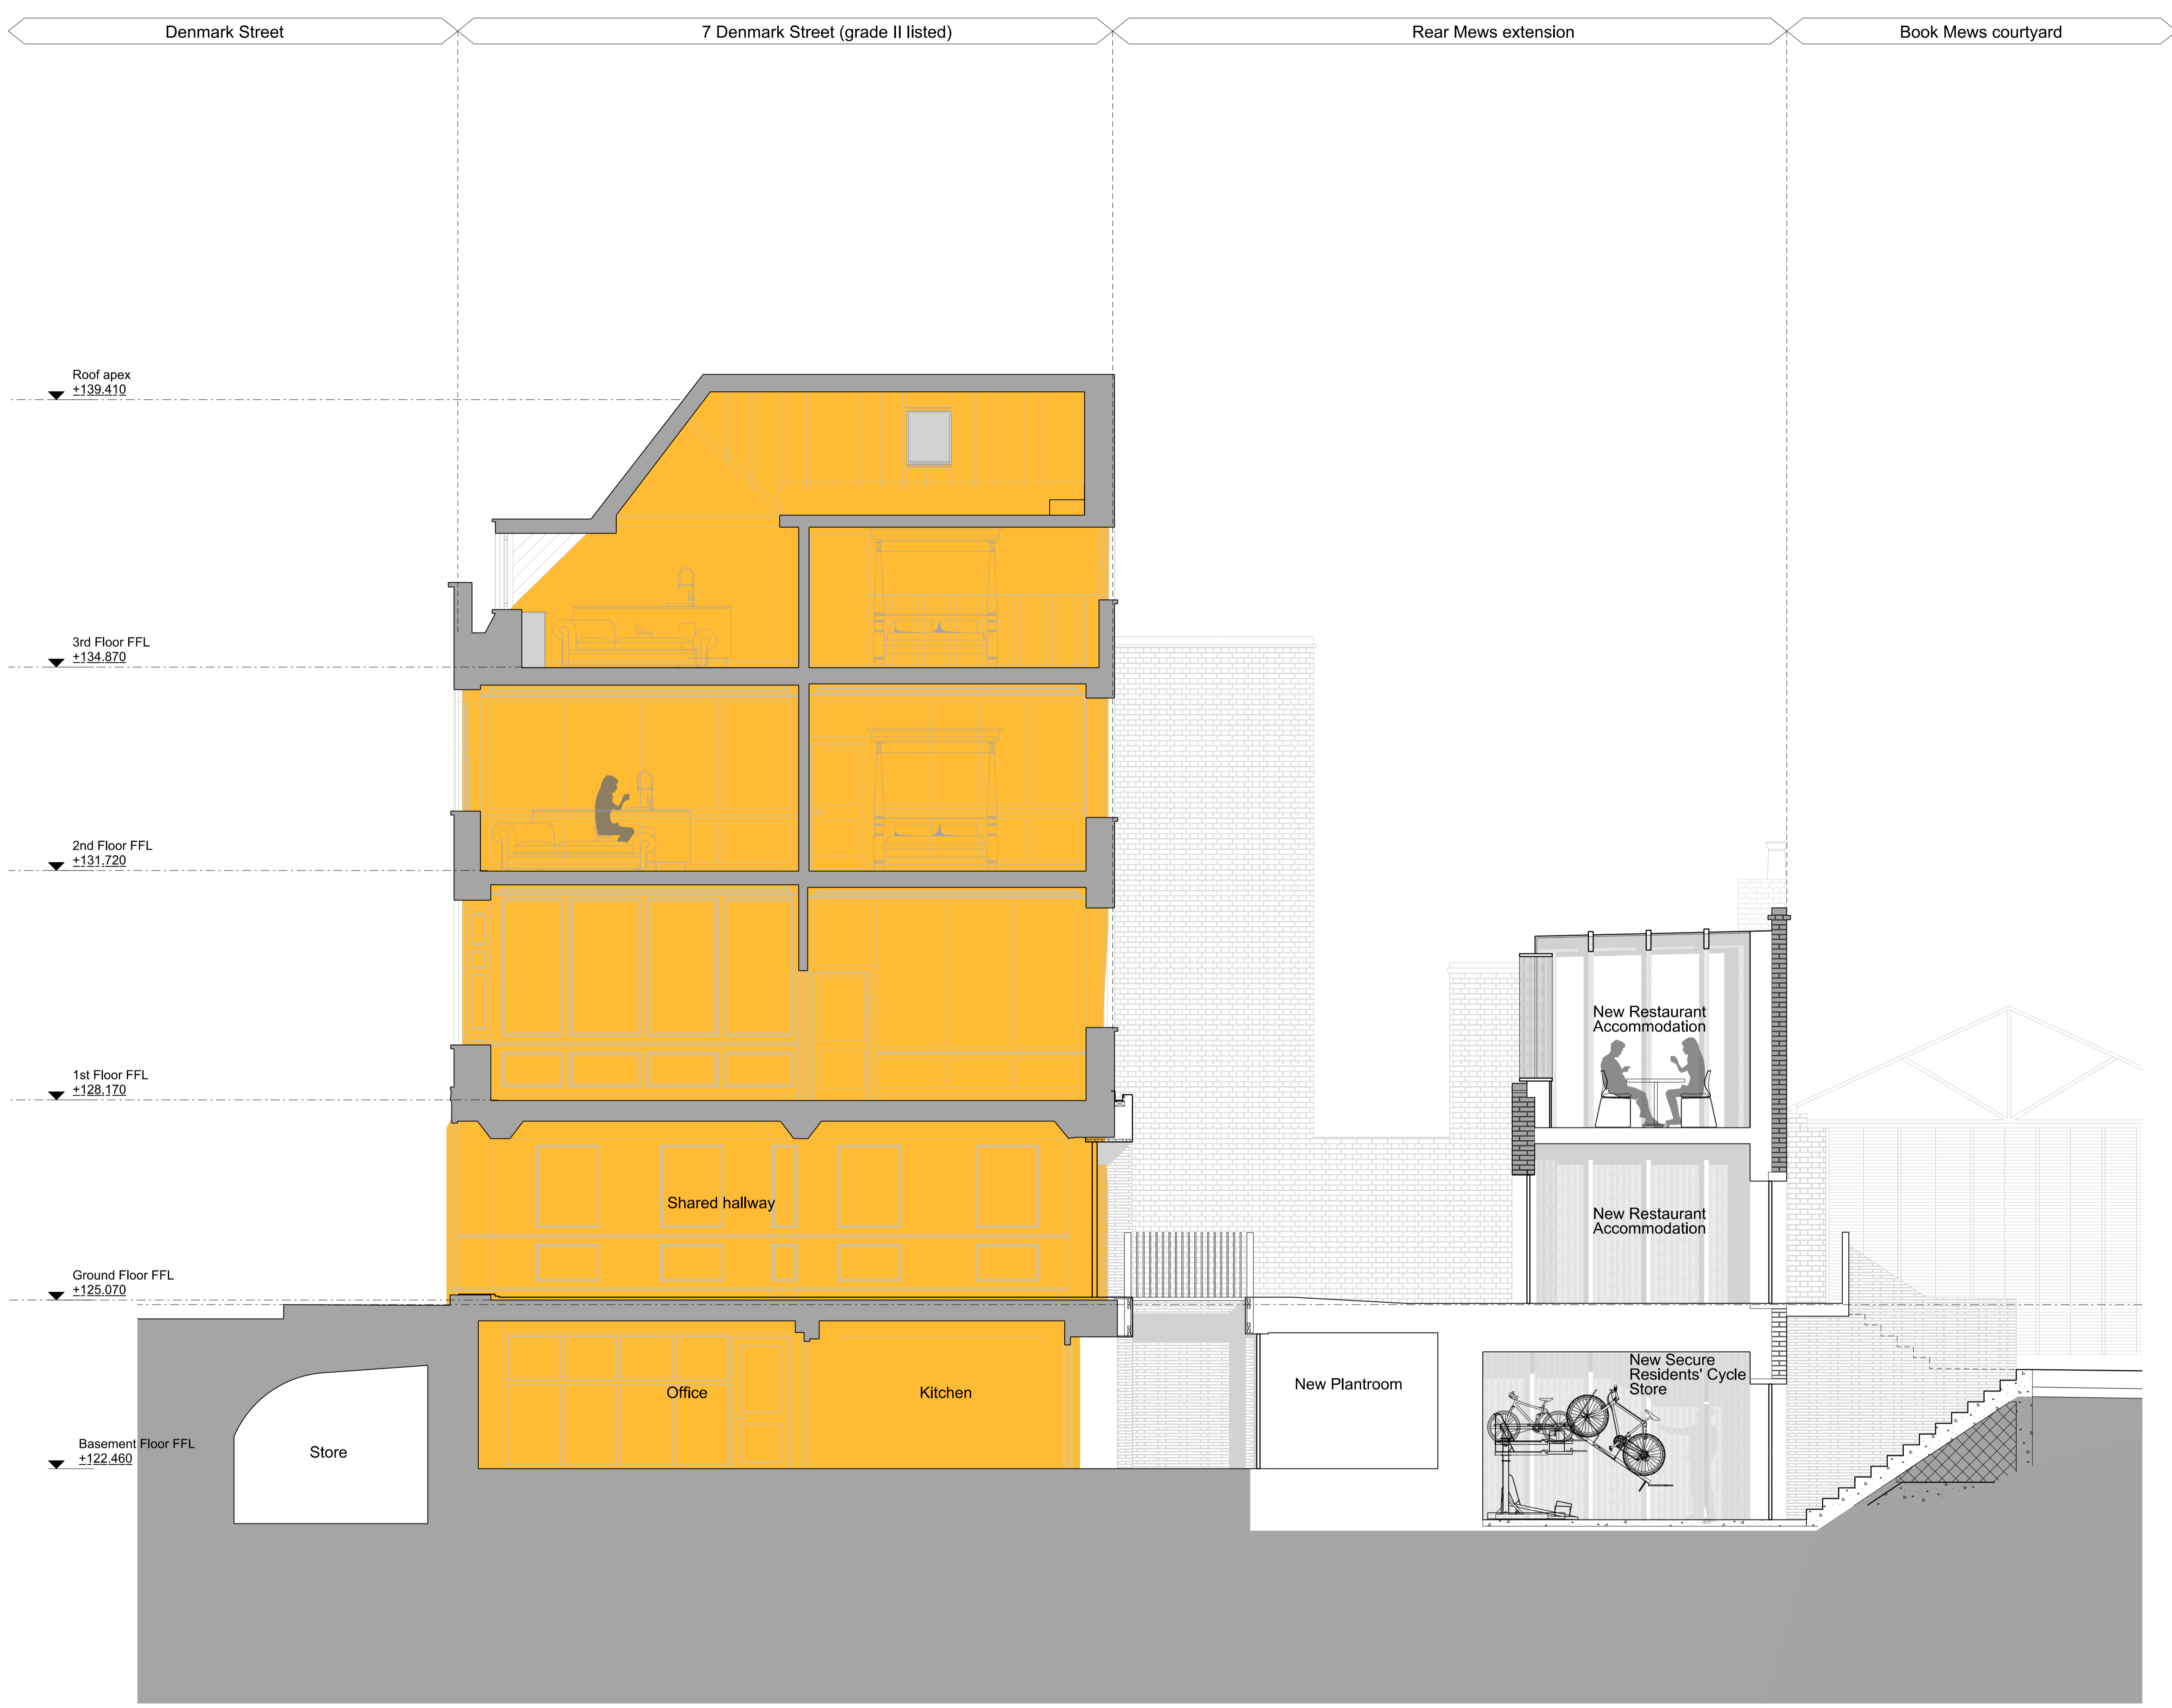 Denmark Street
7 Denmark Street (grade II listed)
Rear Mews extension
Book Mews courtyard
Roof apex
+139.410
3rd Floor FFL
+134.870
2nd Floor FFL
+131.720
New Restaurant
Accommodation
1st Floor FFL
+128.170
Shared hallway
New Restaurant
Accommodation
Ground Floor FFL
+125.070
New Secure
Residents' Cycle
Store
Office
Kitchen
New Plantroom
Basement Floor FFL
+122.460
Store